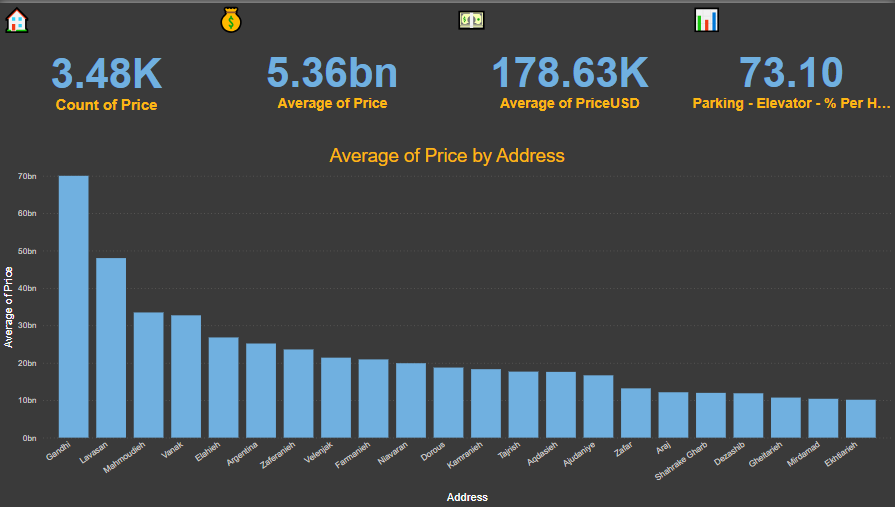 3.48K
Count of Price
5.36bn
Average of Price
178.63K
Average of PriceUSD
73.10
Parking - Elevator - % Per H...
Average of Price by Address
Average of Price
70bn
60bn
50bn
40bn
30bn
20bn
10bn
0bn
Gandhi
Lavasan
Mahmoudieh
Vanak
Elahieh
Argentina
Zaferanieh
Velenjak
Farmanieh
Niavaran
Dorous
Kamranieh
Tajrish
Aqdasieh
Ajudaniye
Zafar
Araj
Shahrake Gharb
Dezashib
Gheitarieh
Mirdamad
Ekhtiarieh
Address